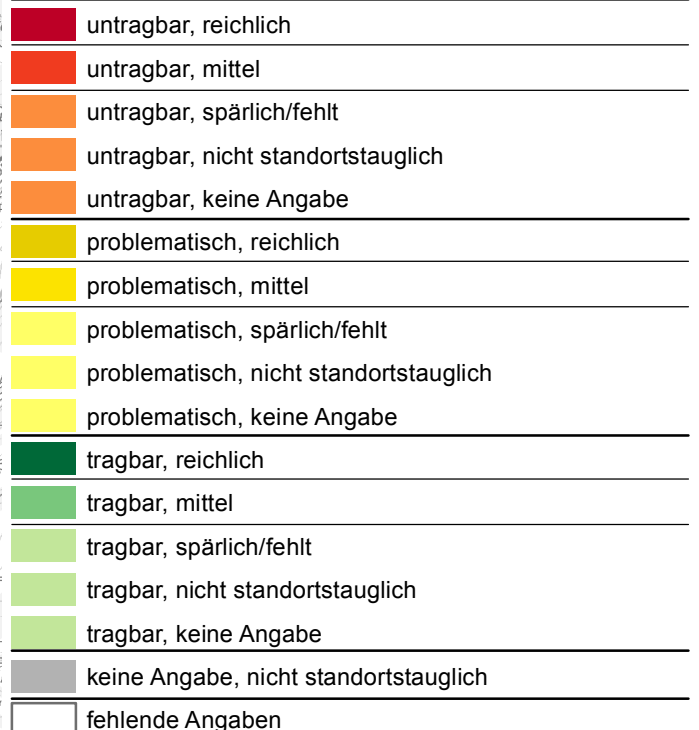 untragbar, reichlich
untragbar, mittel
untragbar, spärlich/fehlt
untragbar, nicht standortstauglich
untragbar, keine Angabe
problematisch, reichlich
problematisch, mittel
problematisch, spärlich/fehlt
problematisch, nicht standortstauglich
problematisch, keine Angabe
tragbar, reichlich
tragbar, mittel
tragbar, spärlich/fehlt
tragbar, nicht standortstauglich
tragbar, keine Angabe
keine Angabe, nicht standortstauglich
fehlende Angaben